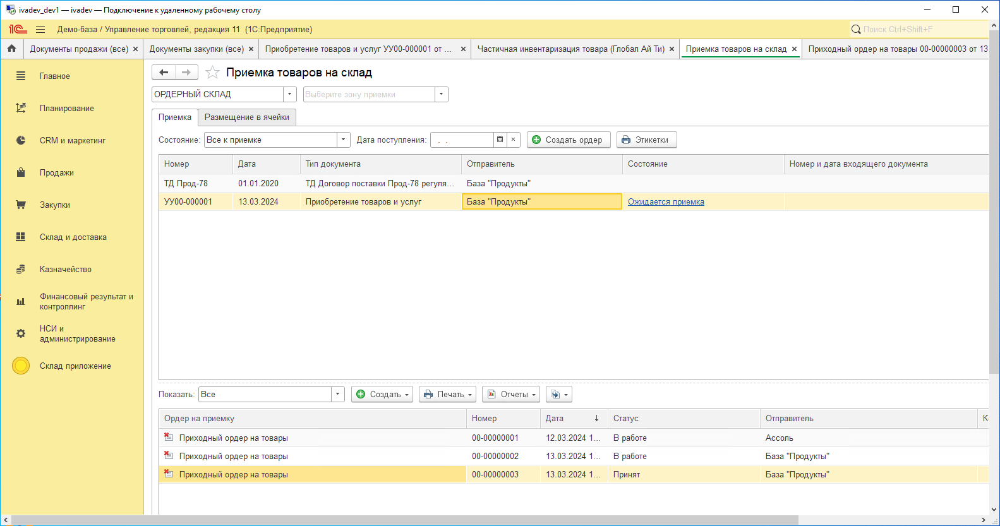 ivadev_dev1 — ivadev — Подключение к удаленному рабочему столу
1С Демо-база / Управление торговлей, редакция 11 (1С:Предприятие)
Поиск Ctrl+Shift+F
Документы продажи (все) × Документы закупки (все) × Приобретение товаров и услуг УУ00-000001 от ... × Частичная инвентаризация товара (Глобал Ай Ти) × Приемка товаров на склад × Приходный ордер на товары 00-00000003 от 13
Главное
Планирование
CRM и маркетинг
Продажи
Закупки
Склад и доставка
Казначейство
Финансовый результат и
контроллинг
НСИ и
администрирование
Склад приложение
Приемка товаров на склад
ОРДЕРНЫЙ СКЛАД Выберите зону приемки
Приемка Размещение в ячейки
Состояние: Все к приемке Дата поступления: . . × Создать ордер Этикетки
Номер Дата Тип документа Отправитель Состояние Номер и дата входящего документа
ТД Прод-78 01.01.2020 ТД Договор поставки Прод-78 регуля... База "Продукты"
УУ00-000001 13.03.2024 Приобретение товаров и услуг База "Продукты" Ожидается приемка
Показать: Все Создать Печать Отчеты
Ордер на приемку Номер Дата ↓ Статус Отправитель К
Приходный ордер на товары 00-00000001 12.03.2024 1... В работе Ассоль
Приходный ордер на товары 00-00000002 13.03.2024 1... В работе База "Продукты"
Приходный ордер на товары 00-00000003 13.03.2024 1... Принят База "Продукты"